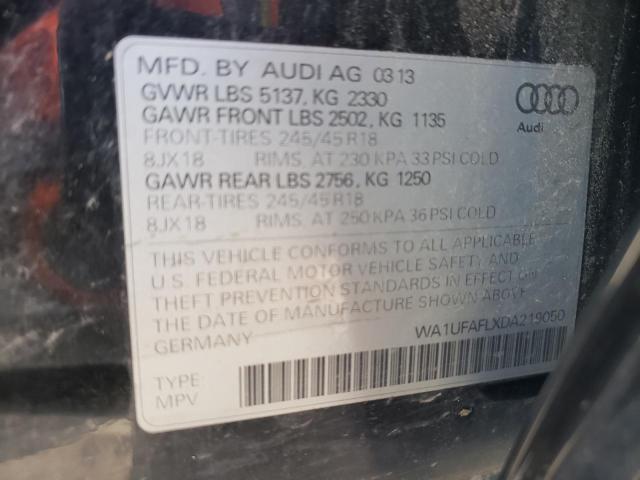 MFD. BY AUDI AG 03 13
GVWR LBS 5137, KG 2330
GAWR FRONT LBS 2502, KG 1135
FRONT-TIRES 245/45 R18
8JX18 RIMS, AT 230 KPA 33 PSI COLD
GAWR REAR LBS 2756, KG 1250
REAR-TIRES 245/45 R18
8JX18 RIMS, AT 250 KPA 36 PSI COLD
Audi
THIS VEHICLE CONFORMS TO ALL APPLICABLE
U.S. FEDERAL MOTOR VEHICLE SAFETY AND
THEFT PREVENTION STANDARDS IN EFFECT ON
THE DATE OF MANUFACTURE SHOWN ABOVE
GERMANY
WA1UFAFLXDA219050
TYPE:
MPV